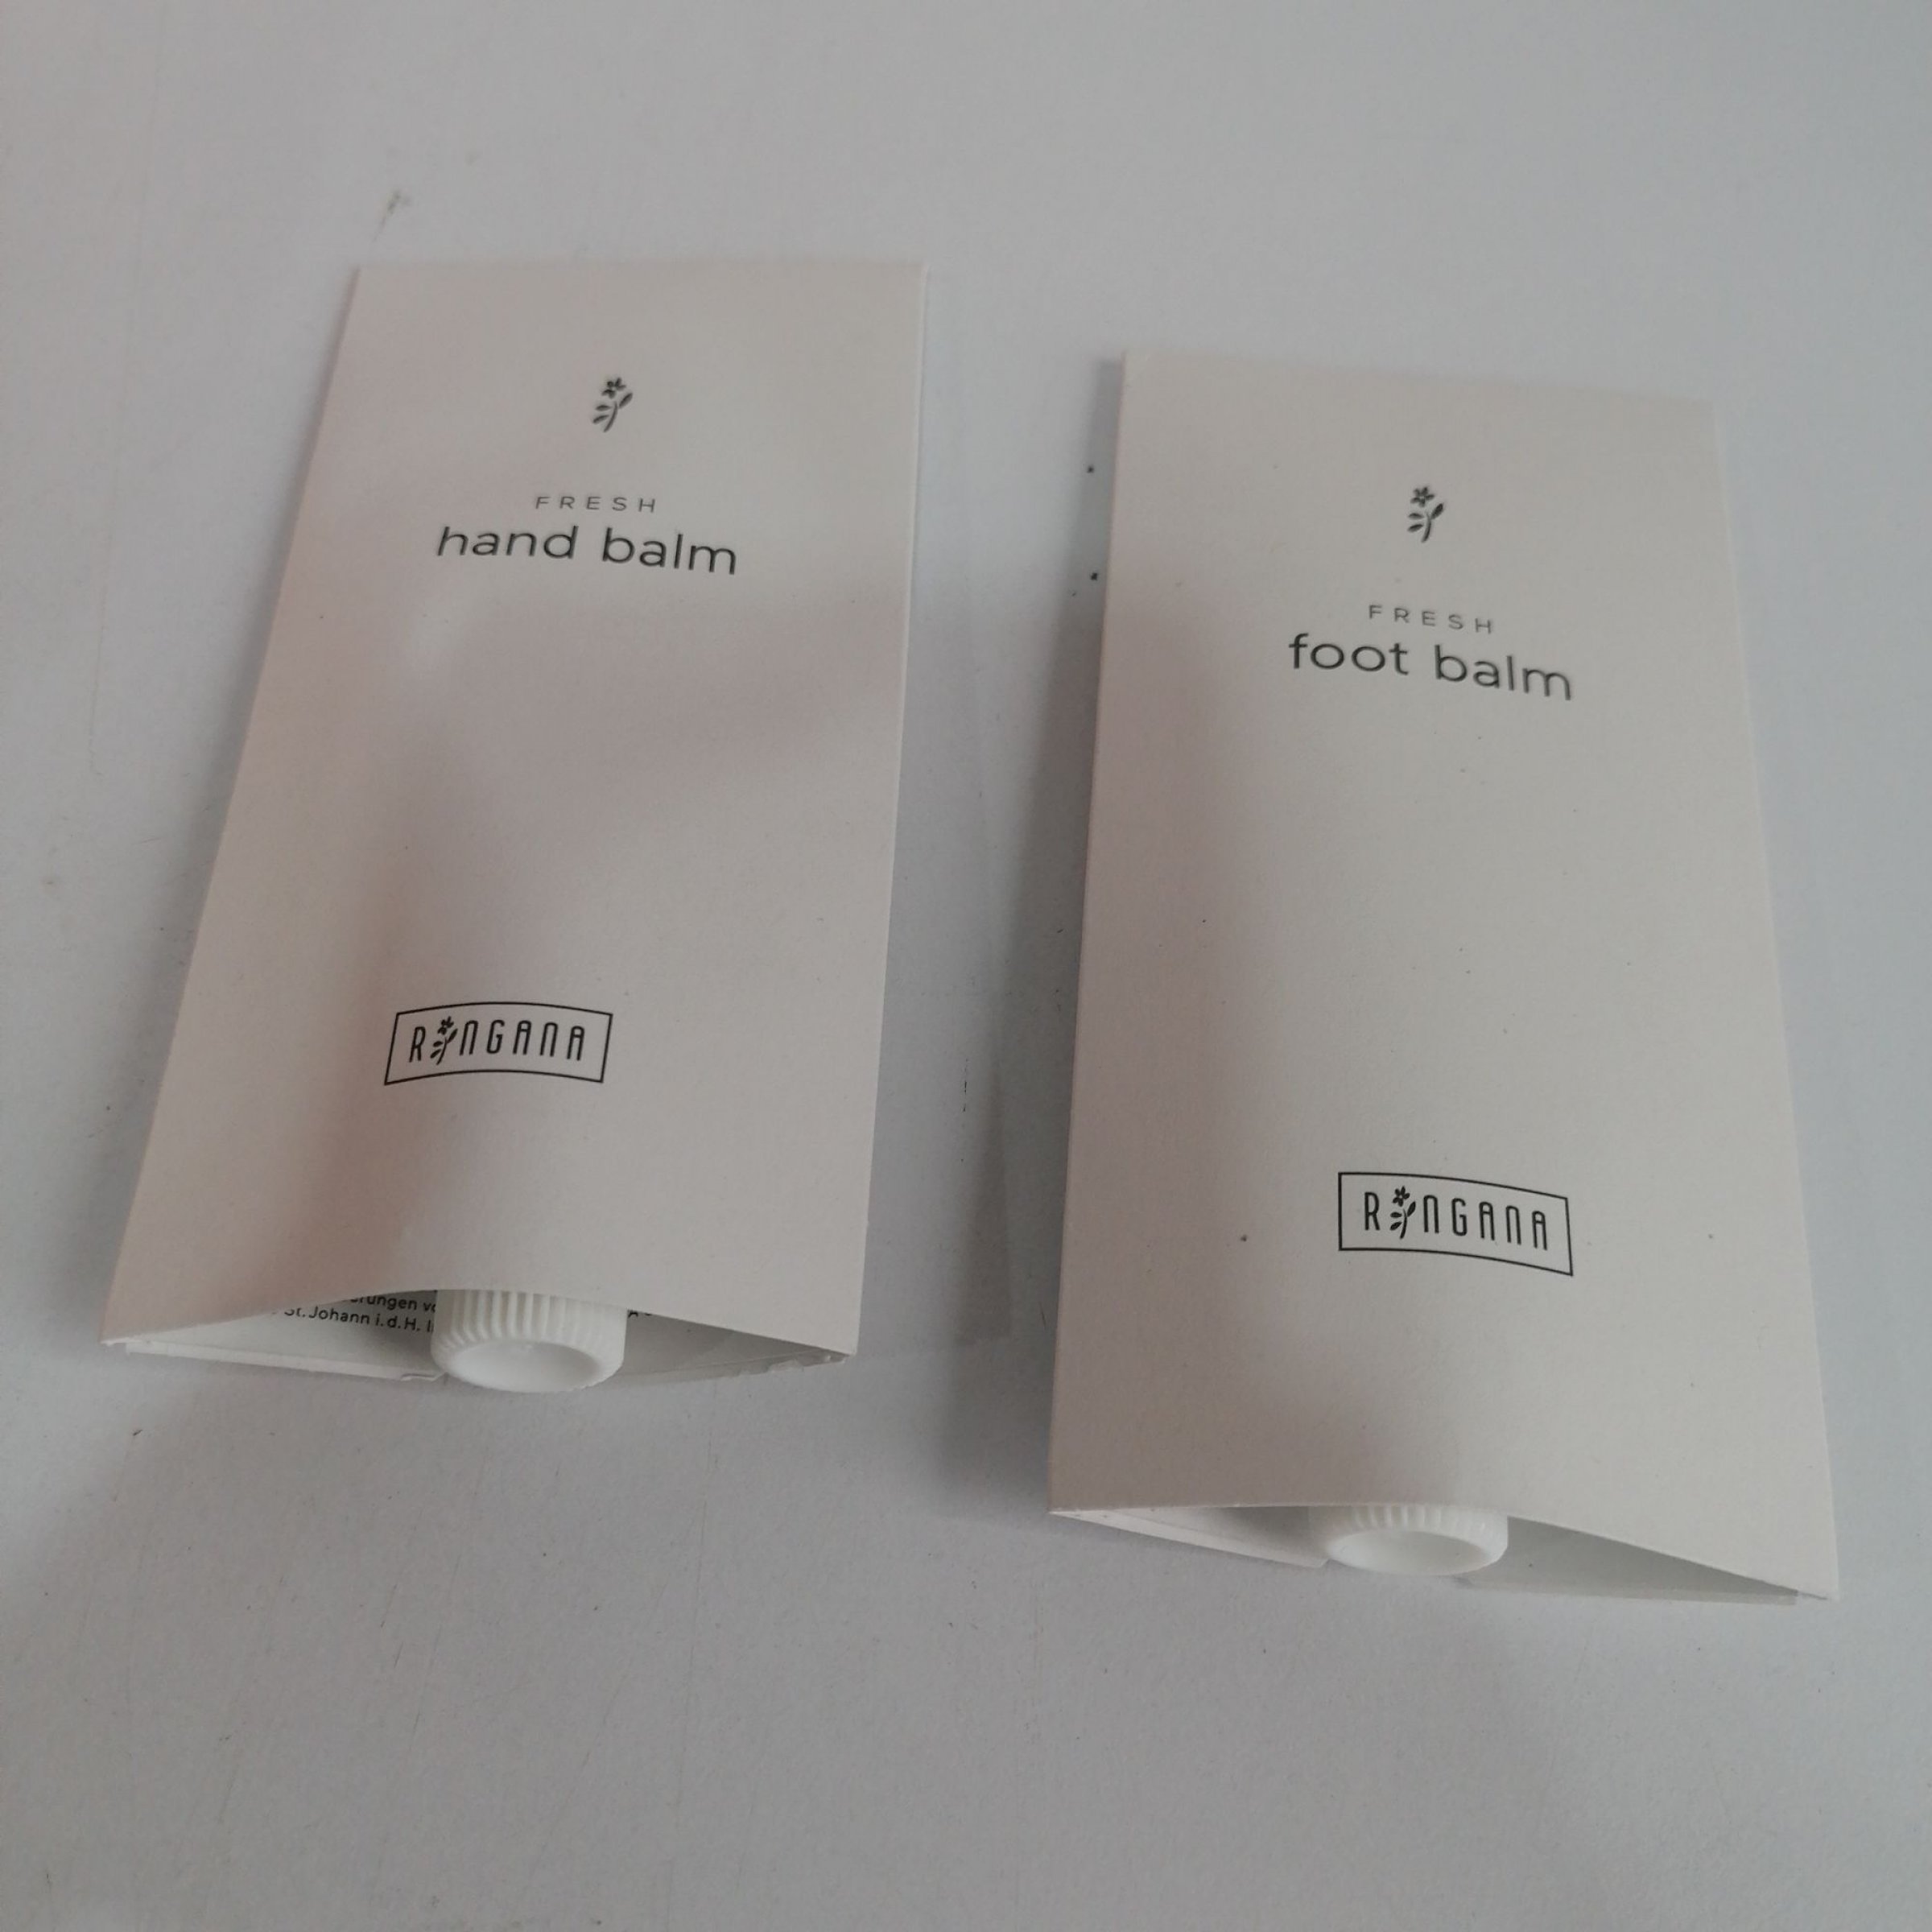 FRESH
hand balm
RINGANA
St. Johann i.d.H.
FRESH
foot balm
RINGANA